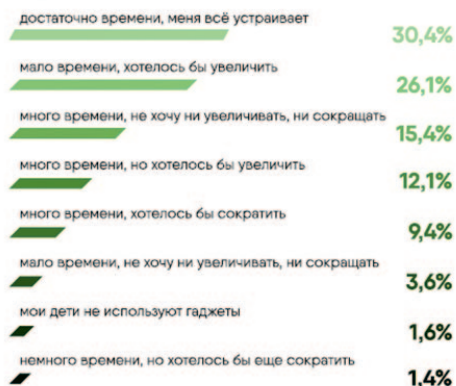 достаточно времени, меня всё устраивает
30,4%
мало времени, хотелось бы увеличить
26,1%
много времени, не хочу ни увеличивать, ни сокращать
15,4%
много времени, но хотелось бы увеличить
12,1%
много времени, хотелось бы сократить
9,4%
мало времени, не хочу ни увеличивать, ни сокращать
3,6%
мои дети не используют гаджеты
1,6%
немного времени, но хотелось бы еще сократить
1,4%